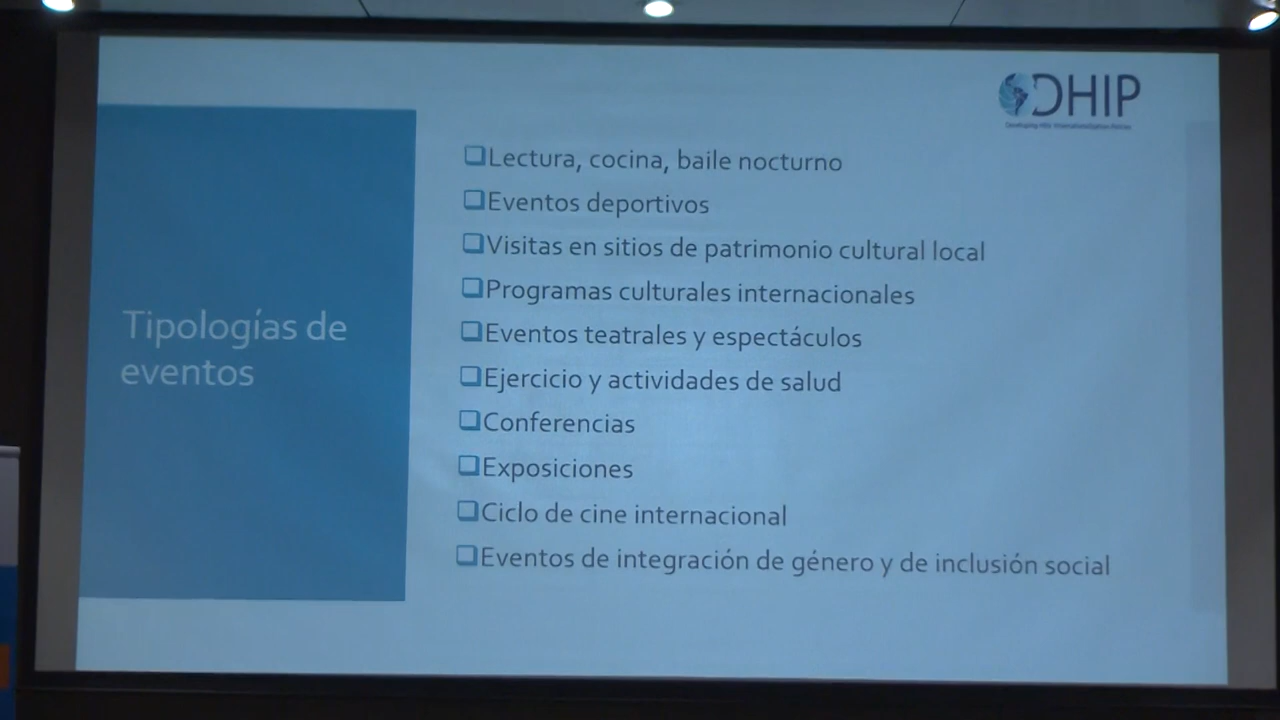 DHIP
Tipologías de
eventos
Lectura, cocina, baile nocturno
Eventos deportivos
Visitas en sitios de patrimonio cultural local
Programas culturales internacionales
Eventos teatrales y espectáculos
Ejercicio y actividades de salud
Conferencias
Exposiciones
Ciclo de cine internacional
Eventos de integración de género y de inclusión social